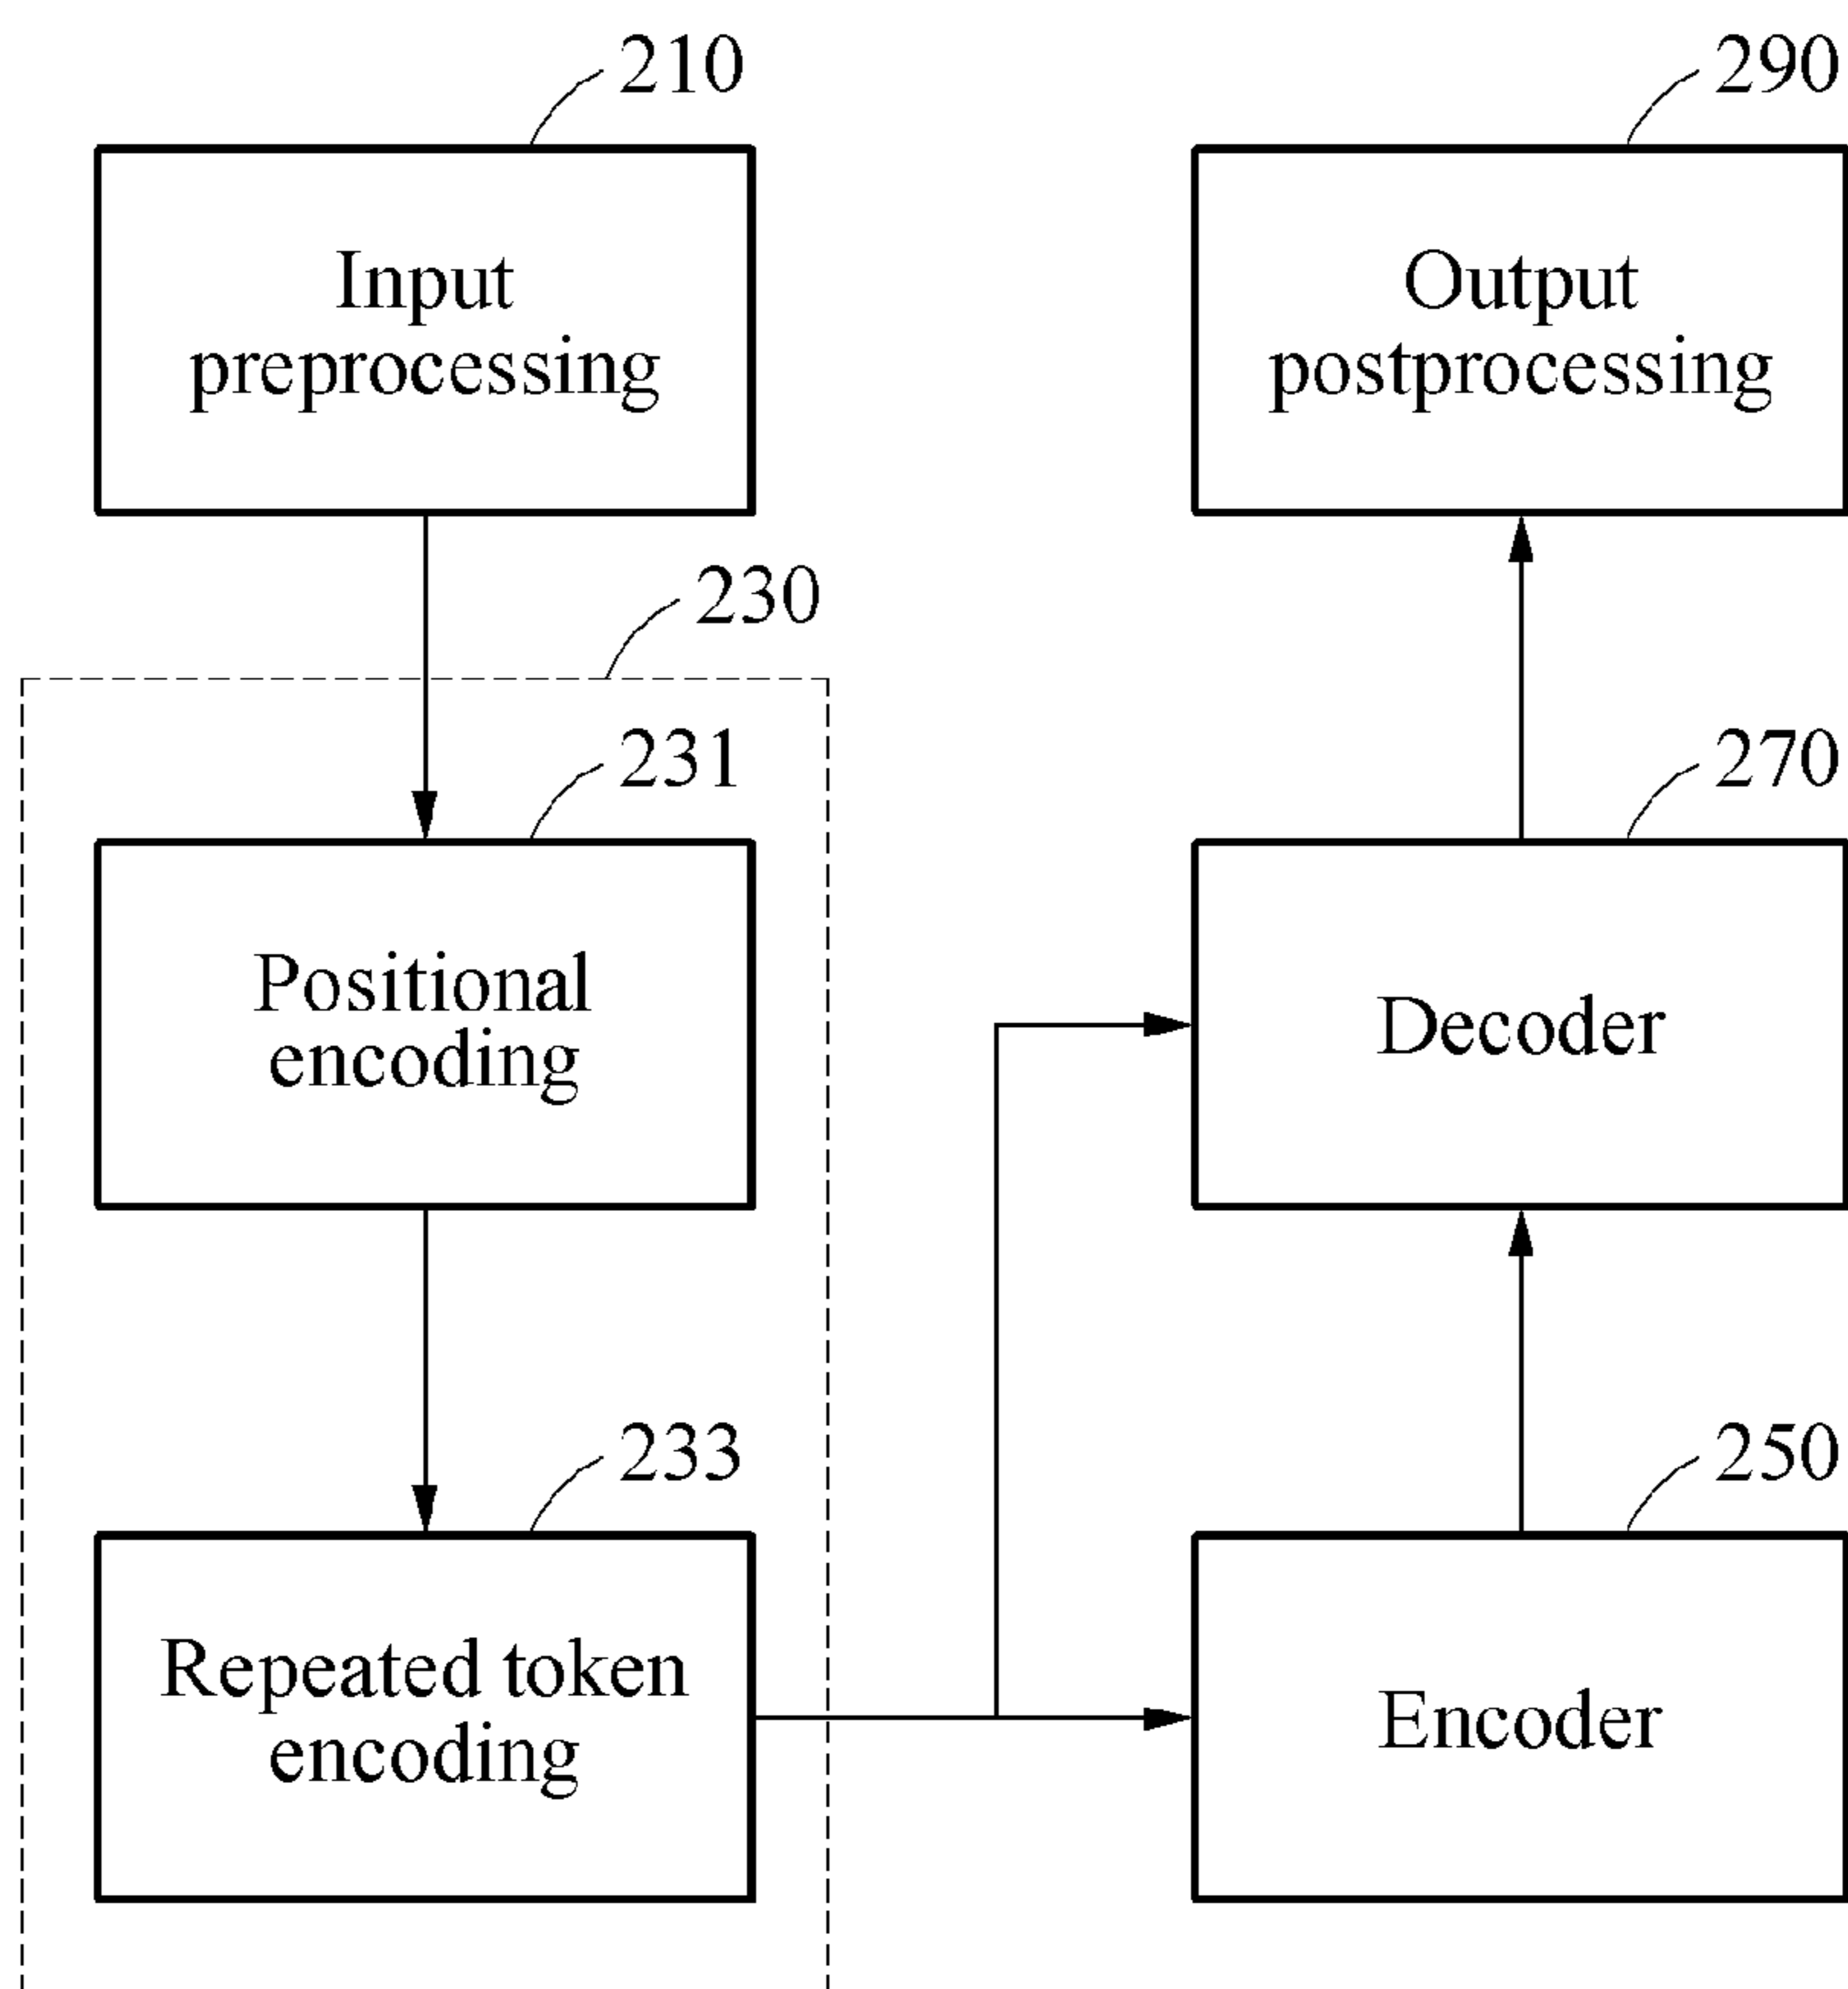 210
Input
preprocessing
230
231
Positional
encoding
233
Repeated token
encoding
290
Output
postprocessing
270
Decoder
250
Encoder